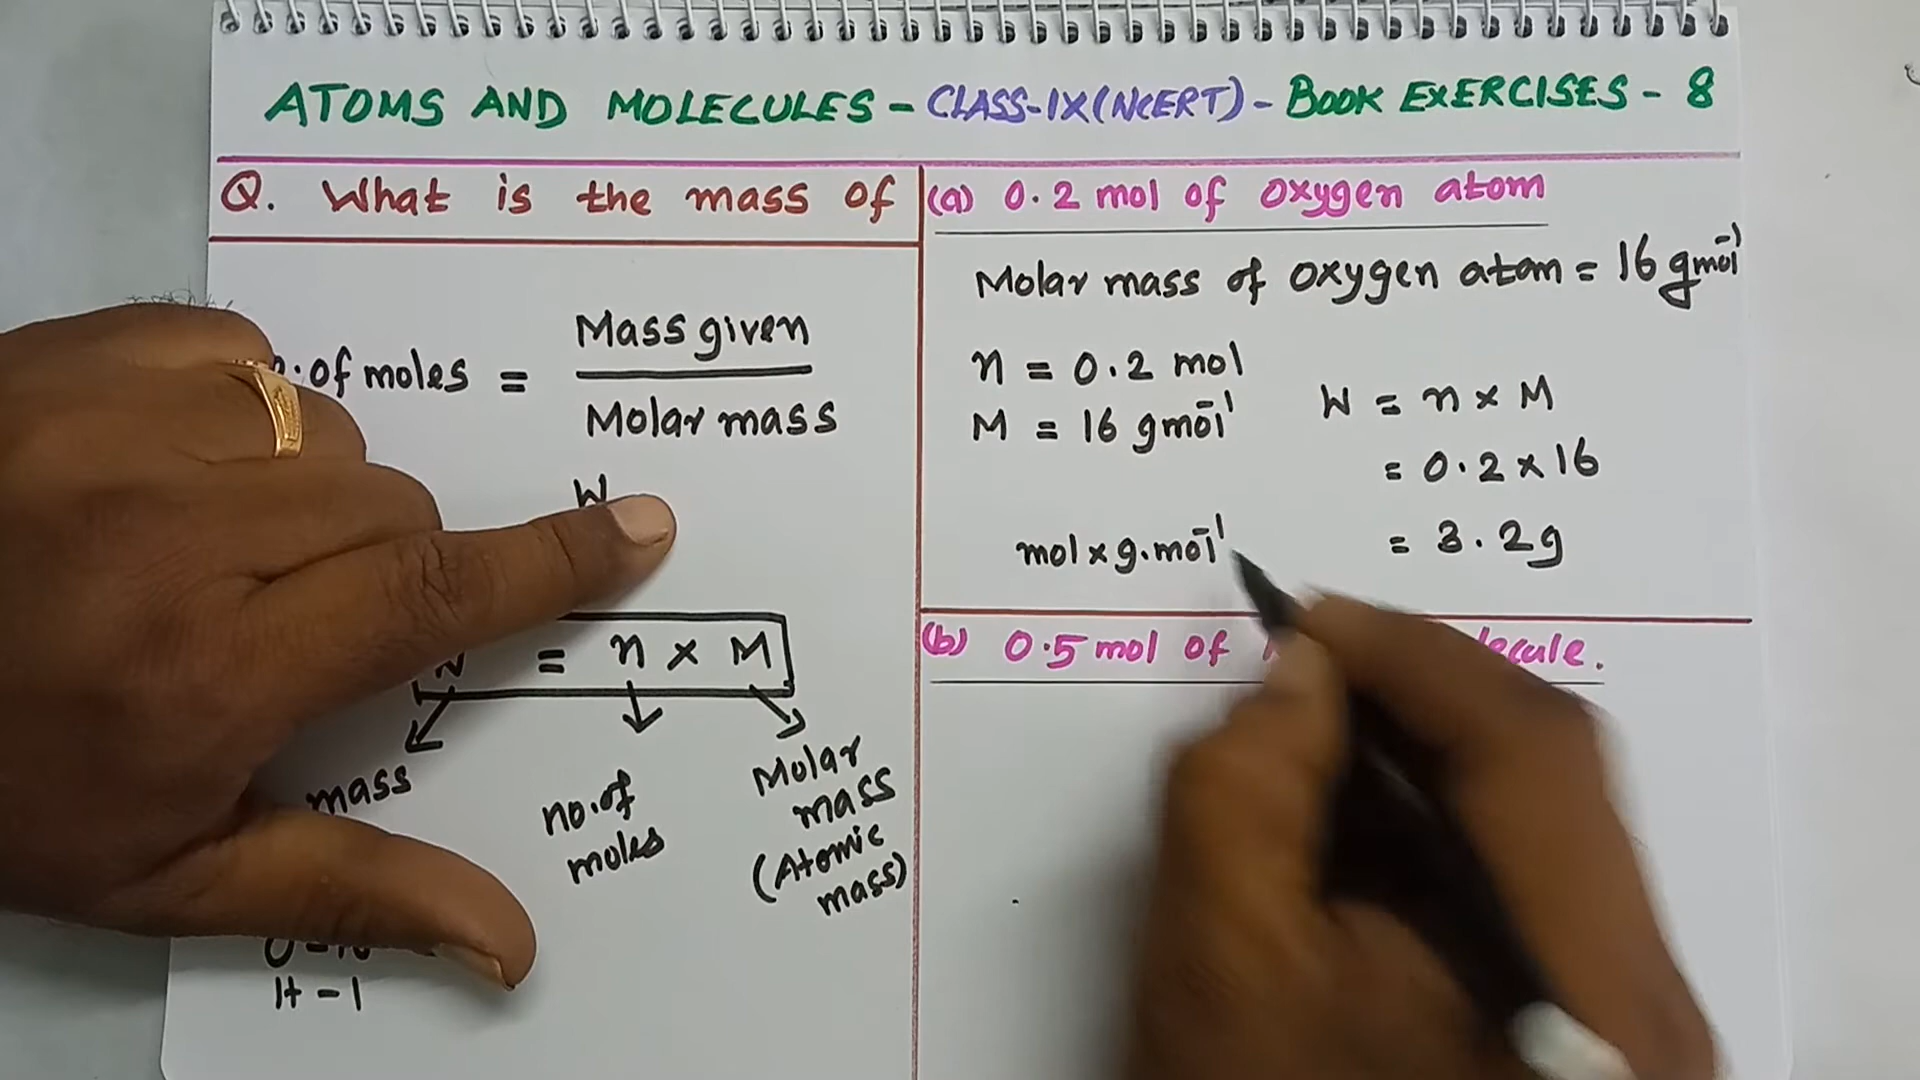 ATOMS AND MOLECULES - CLASS-IX(NCERT) - BOOK EXERCISES - 8
Q. What is the mass of
.of moles = Mass given
Molar mass
W
= n × M
mass
no.of
moles
Molar
mass
(Atomic
mass)
H - 1
(a) 0.2 mol of oxygen atom
Molar mass of oxygen atom = 16 gmol⁻¹
n = 0.2 mol
M = 16 gmol⁻¹
W = n × M
= 0.2 × 16
= 3.2g
mol × g.mol⁻¹
(b) 0.5 mol of